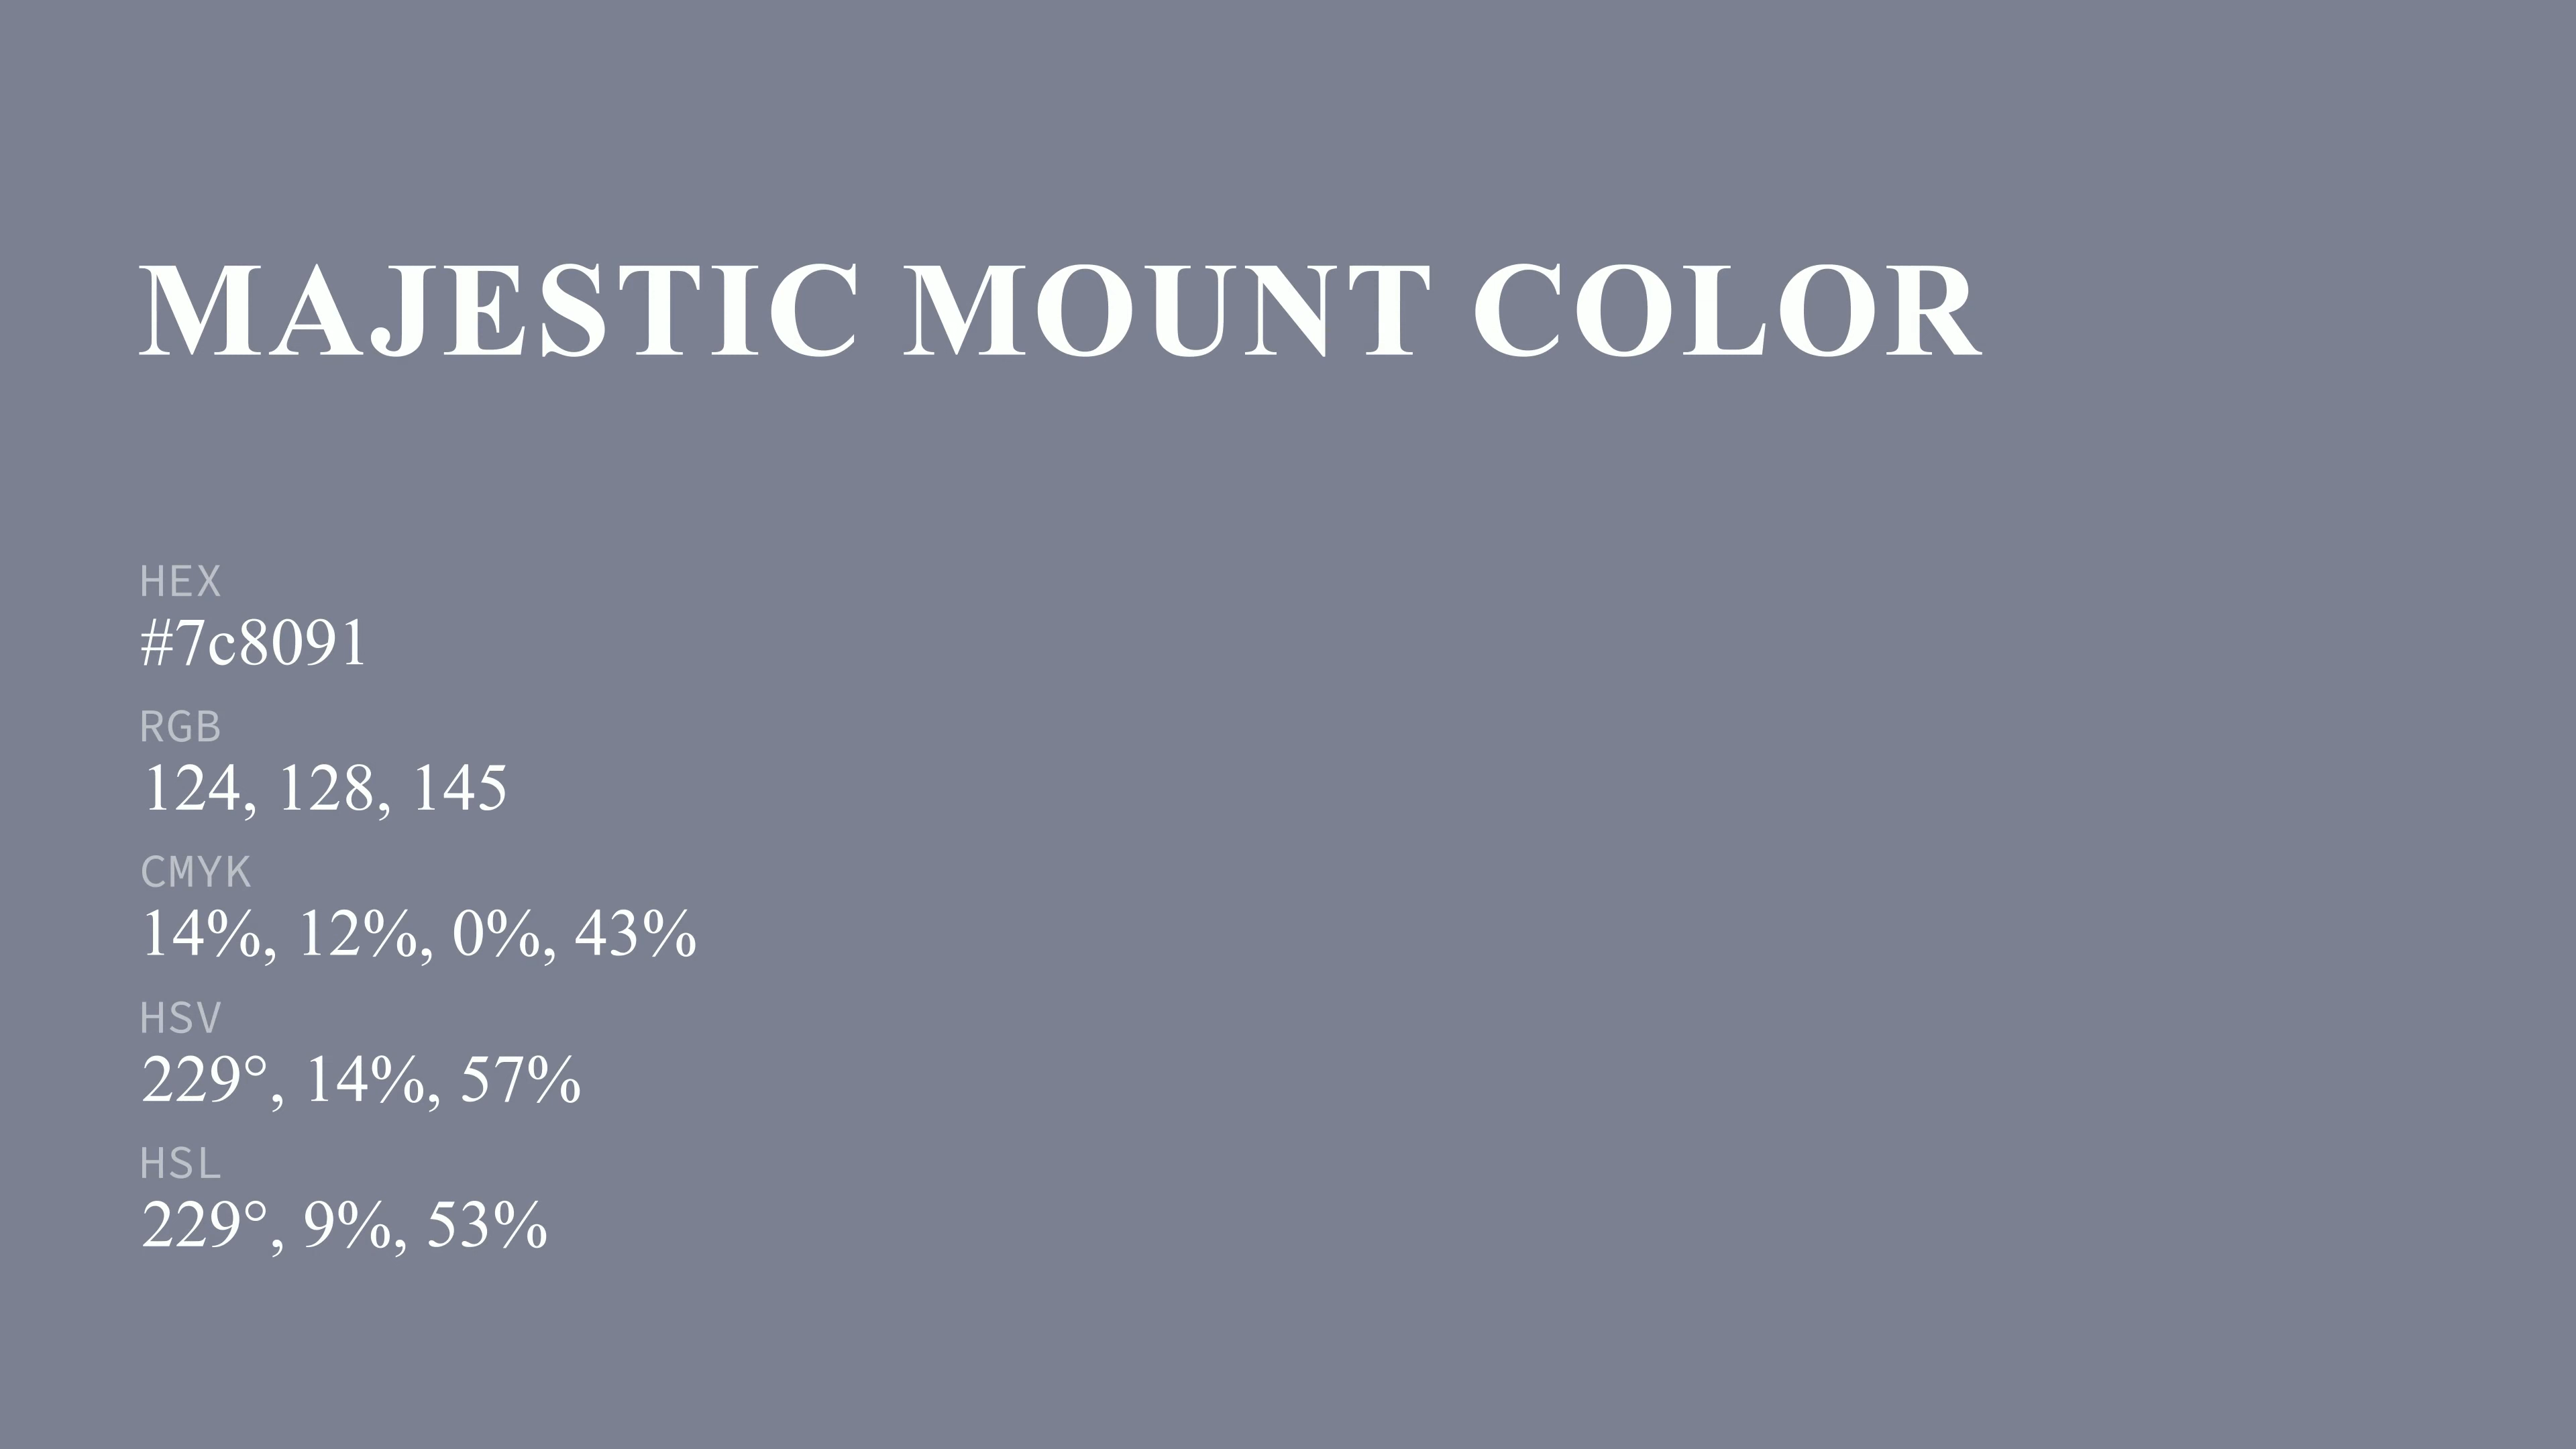 MAJESTIC MOUNT COLOR
HEX
#7c8091
RGB
124, 128, 145
CMYK
14%, 12%, 0%, 43%
HSV
229°, 14%, 57%
HSL
229°, 9%, 53%